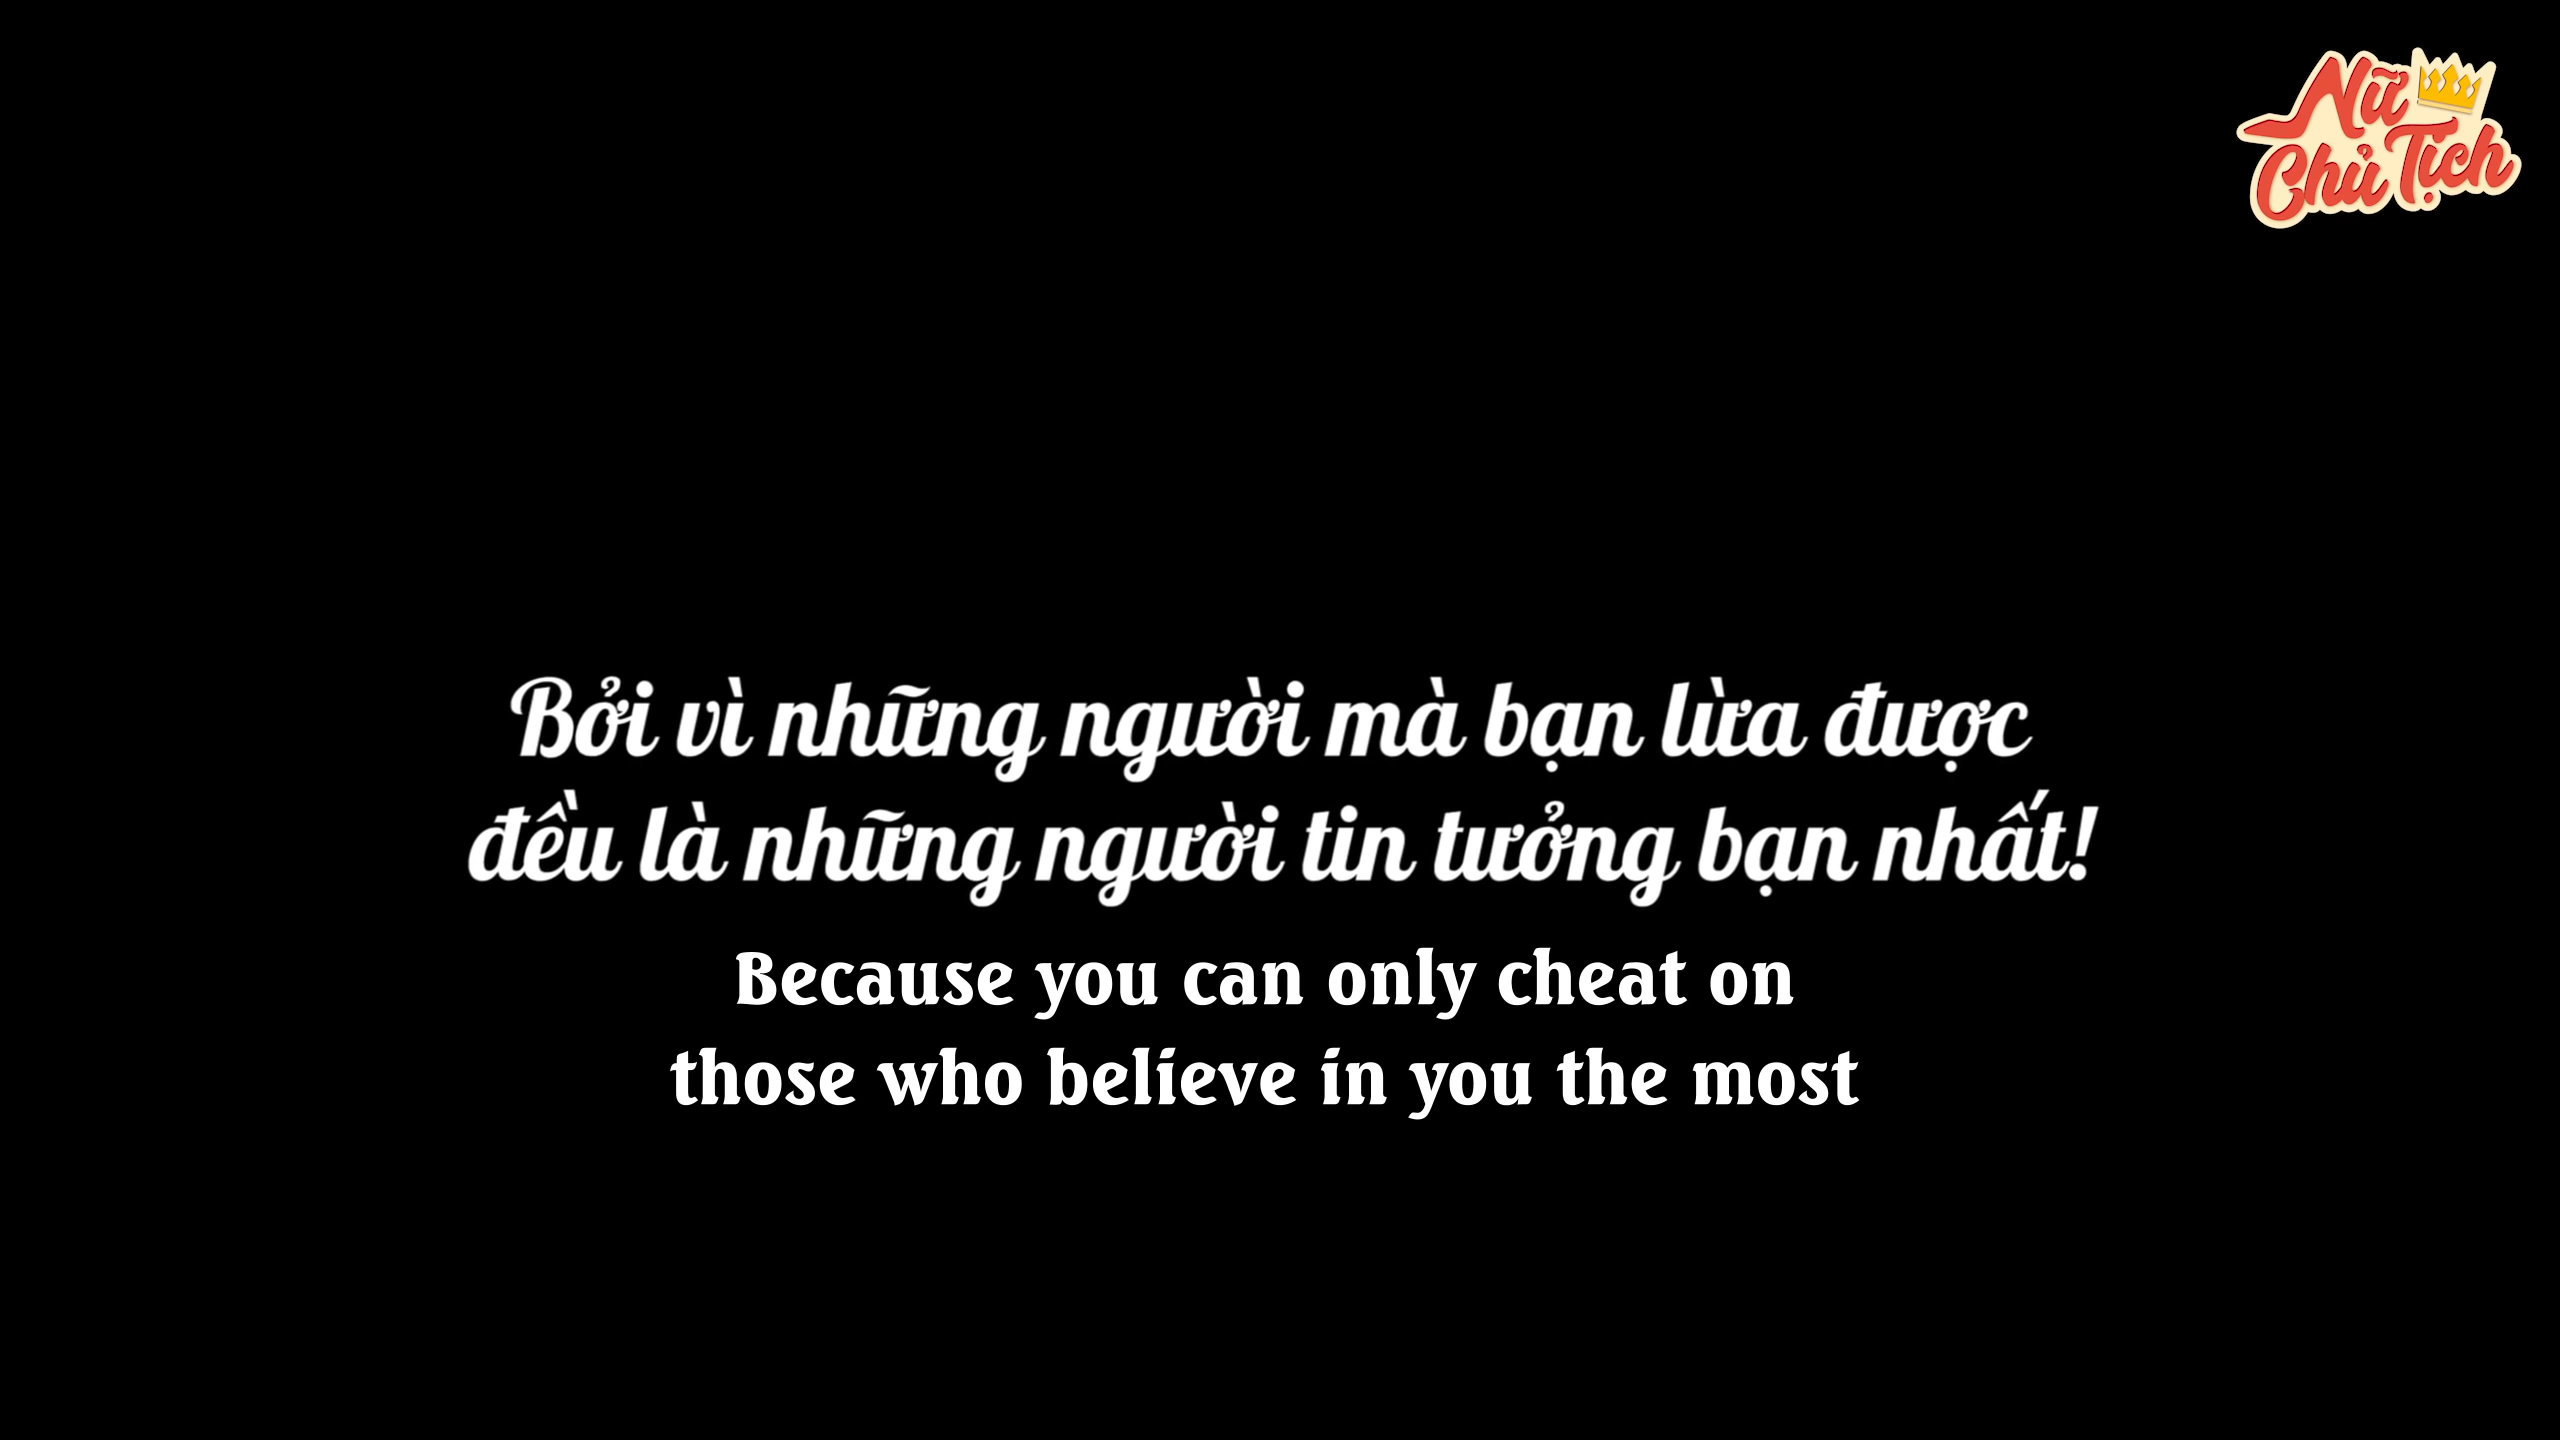 Nữ
Chủ Tịch
Bởi vì những người mà bạn lừa được
đều là những người tin tưởng bạn nhất!
Because you can only cheat on
those who believe in you the most